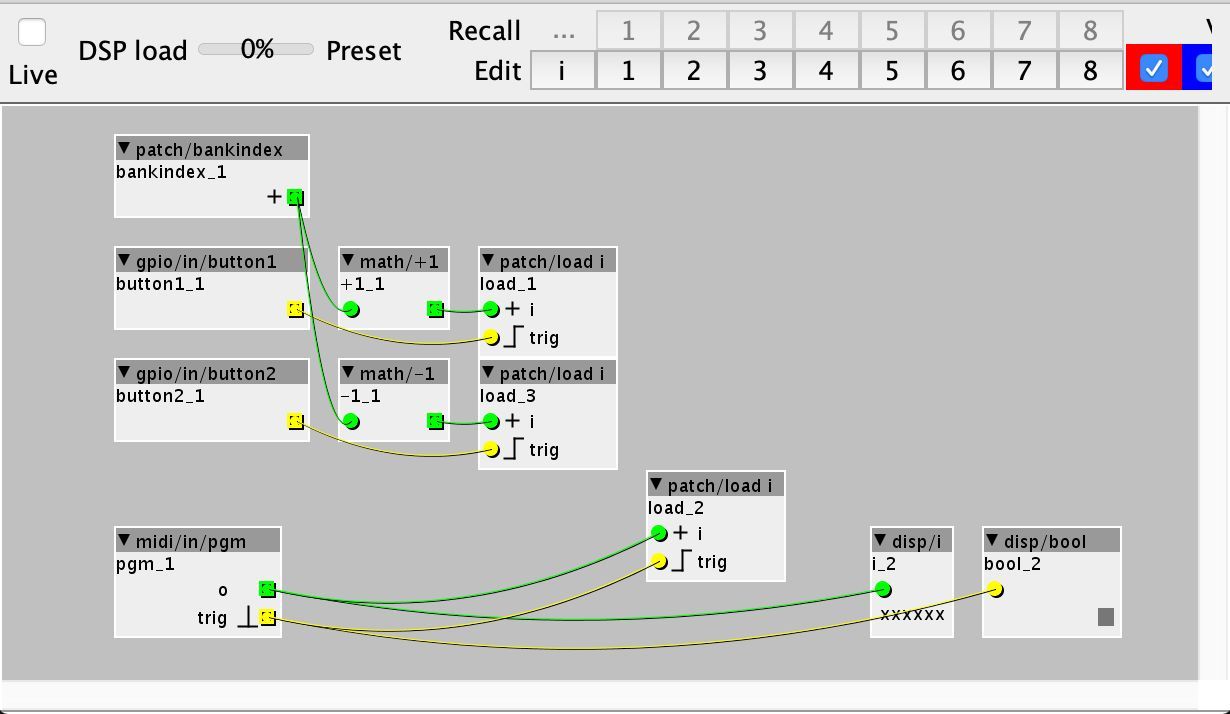 Live
DSP load 0% Preset
Recall ... 1 2 3 4 5 6 7 8
Edit i 1 2 3 4 5 6 7 8
patch/bankindex
bankindex_1
+
gpio/in/button1
button1_1
math/+1
+1_1
patch/load i
load_1
+ i
trig
gpio/in/button2
button2_1
math/-1
-1_1
patch/load i
load_3
+ i
trig
patch/load i
load_2
+ i
trig
midi/in/pgm
pgm_1
o
trig
disp/i
i_2
xxxxxx
disp/bool
bool_2